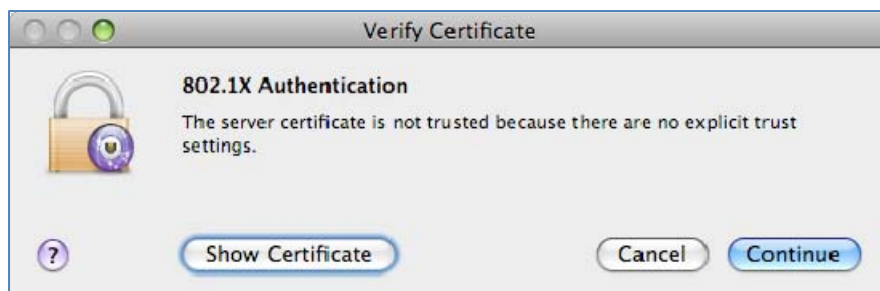 Verify Certificate
802.1X Authentication
The server certificate is not trusted because there are no explicit trust
settings.
?
Show Certificate
Cancel
Continue